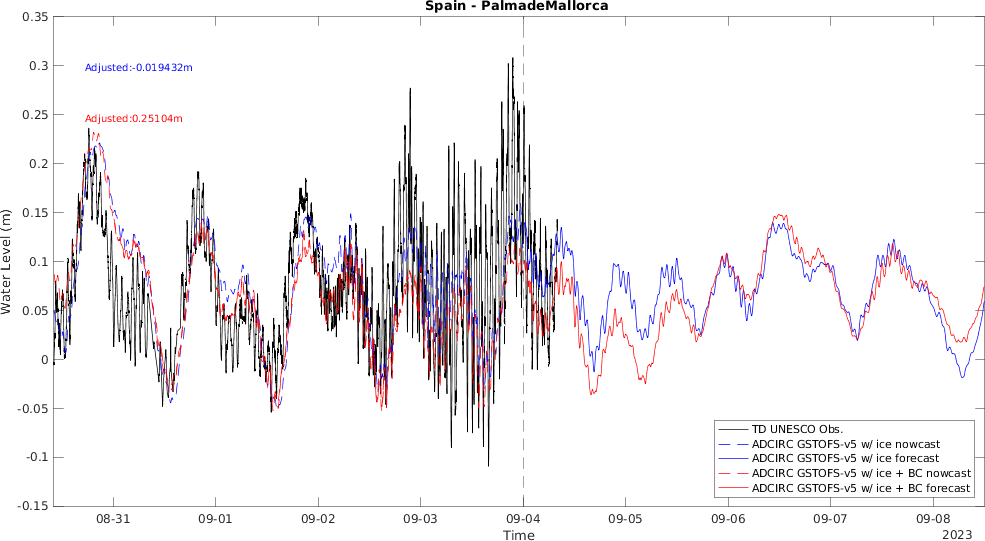 Spain - PalmadeMallorca
0.35
0.3
0.25
0.2
0.15
0.1
0.05
0
-0.05
-0.1
-0.15
Water Level (m)
Adjusted:-0.019432m
Adjusted:0.25104m
TD UNESCO Obs.
ADCIRC GSTOFS-v5 w/ ice nowcast
ADCIRC GSTOFS-v5 w/ ice forecast
ADCIRC GSTOFS-v5 w/ ice + BC nowcast
ADCIRC GSTOFS-v5 w/ ice + BC forecast
08-31 09-01 09-02 09-03 09-04 09-05 09-06 09-07 09-08
Time
2023